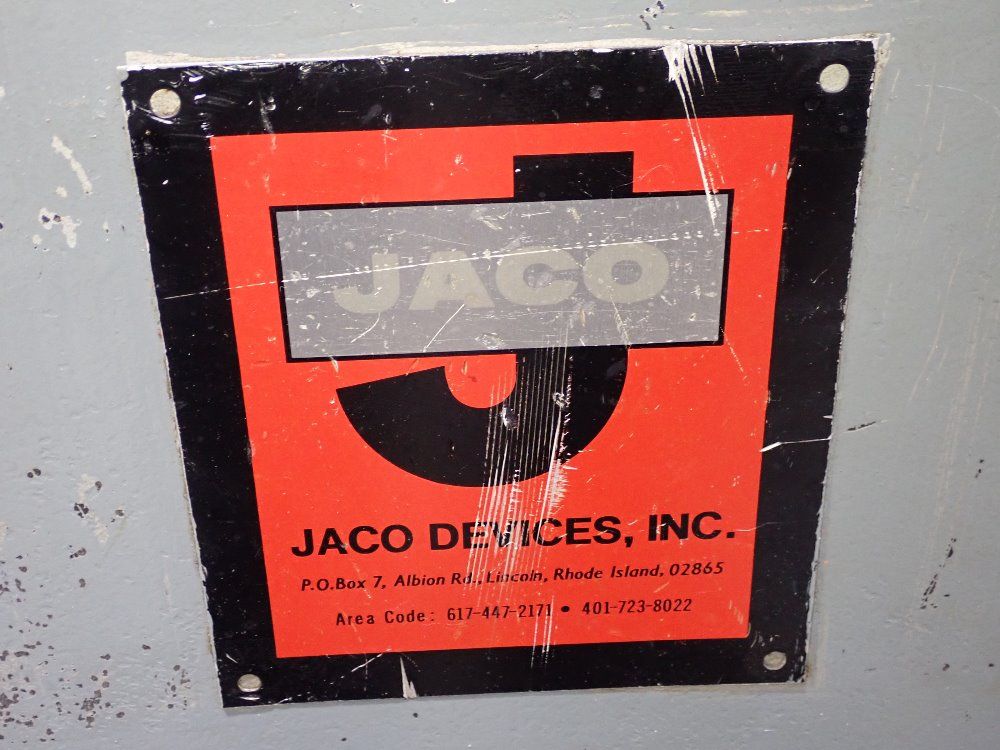 JACO
JACO DEVICES, INC.
P.O.Box 7, Albion Rd., Lincoln, Rhode Island, 02865
Area Code: 617-447-2171 • 401-723-8022